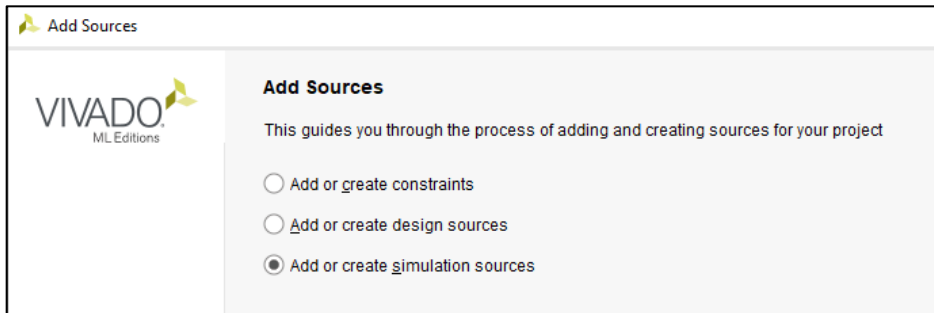 Add Sources
VIVADO.
ML Editions
Add Sources
This guides you through the process of adding and creating sources for your project
Add or create constraints
Add or create design sources
Add or create simulation sources